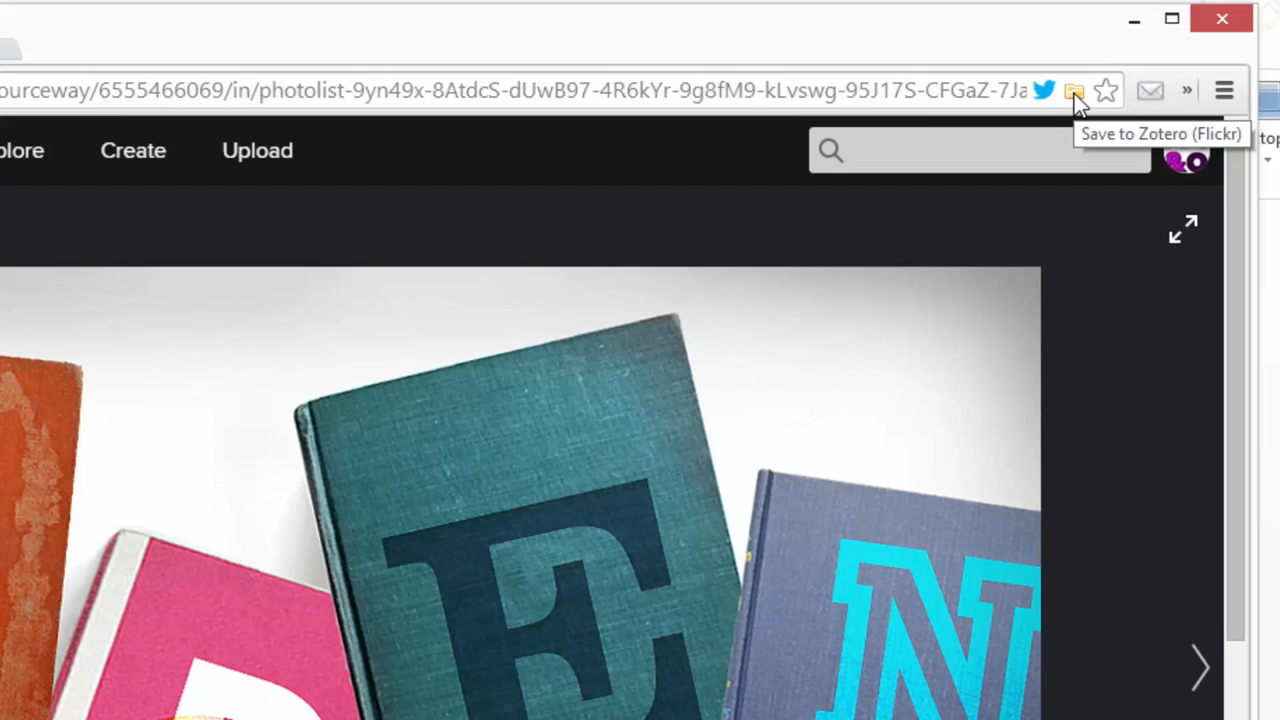 ourceway/6555466069/in/photolist-9yn49x-8AtdcS-dUwB97-4R6kYr-9g8fM9-kLvswg-95J17S-CFGaZ-7Ja
»
Save to Zotero (Flickr)
plore Create Upload
E
N